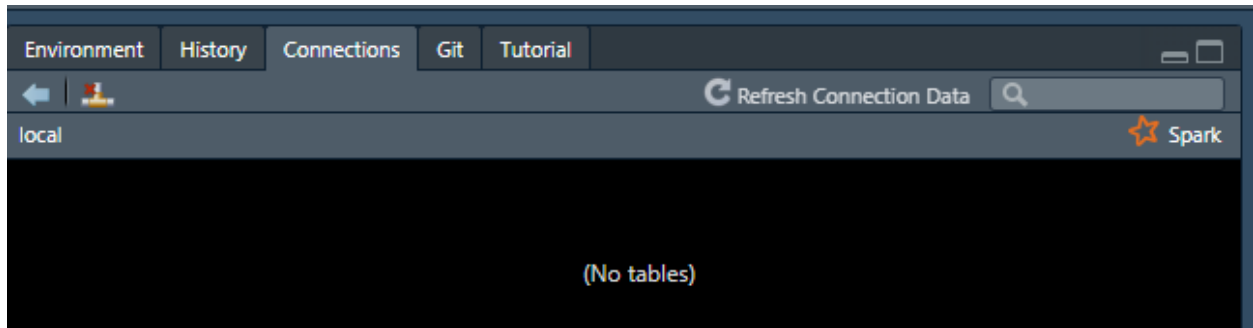 Environment History Connections Git Tutorial
Refresh Connection Data
local Spark
(No tables)